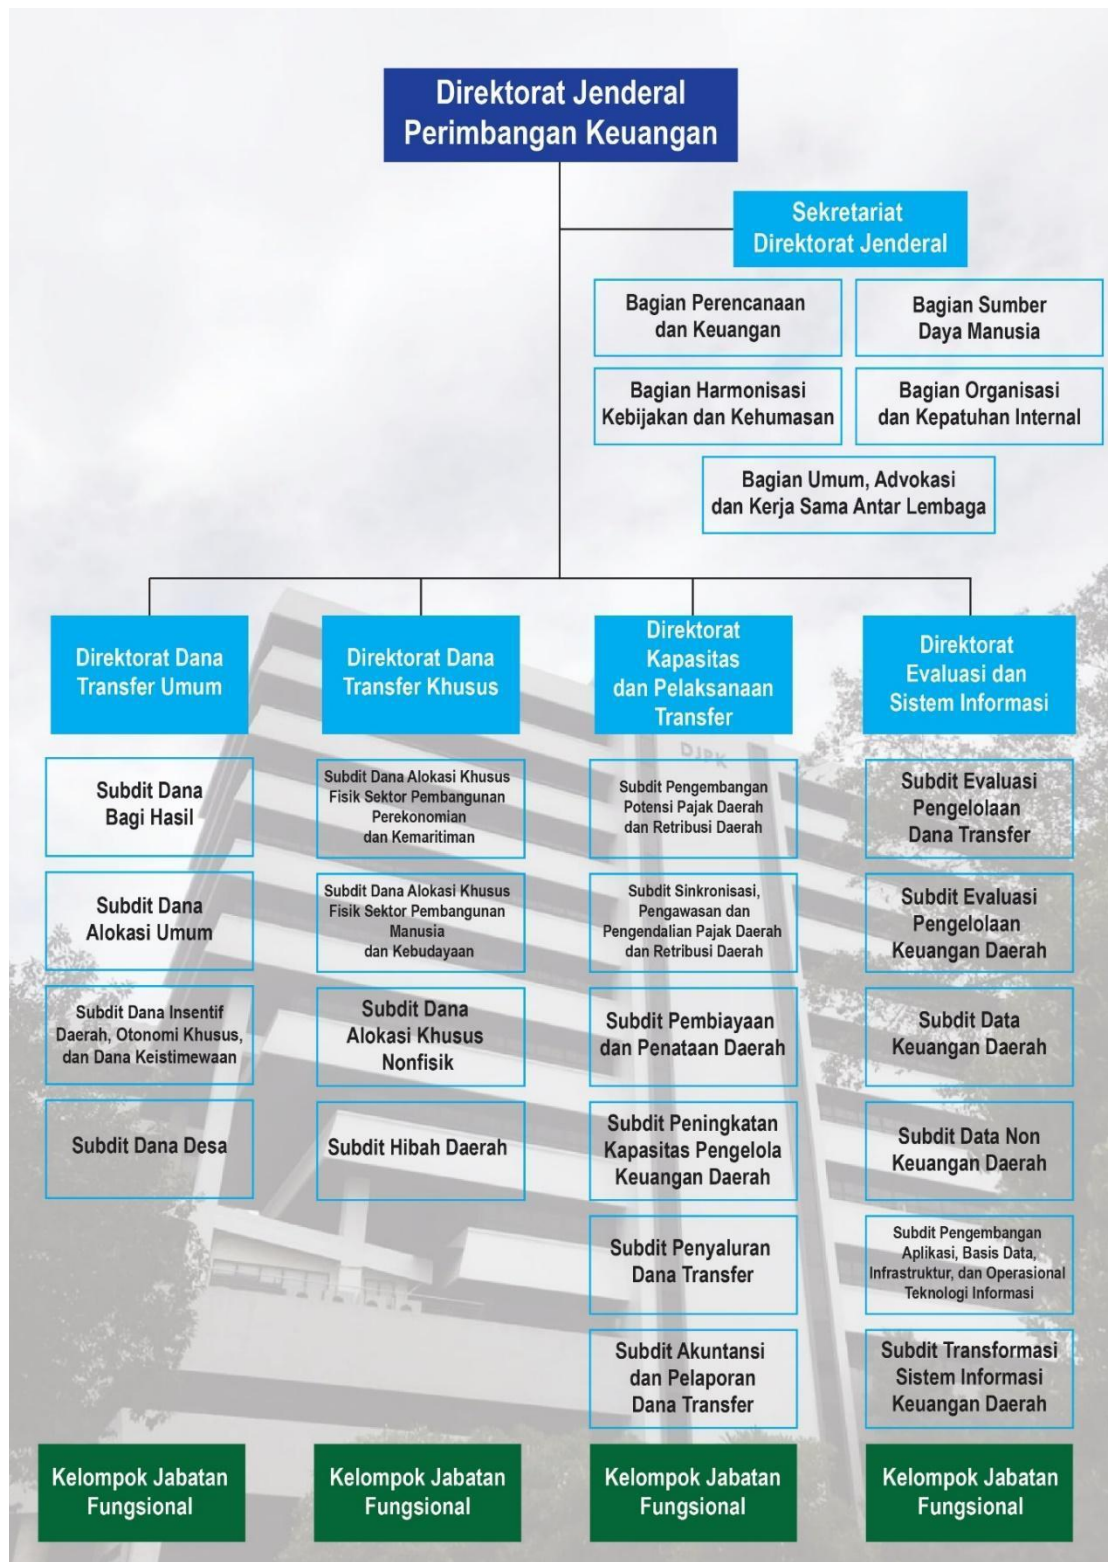 Direktorat Jenderal
Perimbangan Keuangan
Sekretariat
Direktorat Jenderal
Bagian Perencanaan
dan Keuangan
Bagian Sumber
Daya Manusia
Bagian Harmonisasi
Kebijakan dan Kehumasan
Bagian Organisasi
dan Kepatuhan Internal
Bagian Umum, Advokasi
dan Kerja Sama Antar Lembaga
Direktorat Dana
Transfer Umum
Direktorat Dana
Transfer Khusus
Direktorat
Kapasitas
dan Pelaksanaan
Transfer
Direktorat
Evaluasi dan
Sistem Informasi
DJPK
Subdit Dana
Bagi Hasil
Subdit Dana
Alokasi Umum
Subdit Dana Insentif
Daerah, Otonomi Khusus,
dan Dana Keistimewaan
Subdit Dana Desa
Subdit Dana Alokasi Khusus
Fisik Sektor Pembangunan
Perekonomian
dan Kemaritiman
Subdit Dana Alokasi Khusus
Fisik Sektor Pembangunan
Manusia
dan Kebudayaan
Subdit Dana
Alokasi Khusus
Nonfisik
Subdit Hibah Daerah
Subdit Pengembangan
Potensi Pajak Daerah
dan Retribusi Daerah
Subdit Sinkronisasi,
Pengawasan dan
Pengendalian Pajak Daerah
dan Retribusi Daerah
Subdit Pembiayaan
dan Penataan Daerah
Subdit Peningkatan
Kapasitas Pengelola
Keuangan Daerah
Subdit Penyaluran
Dana Transfer
Subdit Akuntansi
dan Pelaporan
Dana Transfer
Subdit Evaluasi
Pengelolaan
Dana Transfer
Subdit Evaluasi
Pengelolaan
Keuangan Daerah
Subdit Data
Keuangan Daerah
Subdit Data Non
Keuangan Daerah
Subdit Pengembangan
Aplikasi, Basis Data,
Infrastruktur, dan Operasional
Teknologi Informasi
Subdit Transformasi
Sistem Informasi
Keuangan Daerah
Kelompok Jabatan
Fungsional
Kelompok Jabatan
Fungsional
Kelompok Jabatan
Fungsional
Kelompok Jabatan
Fungsional